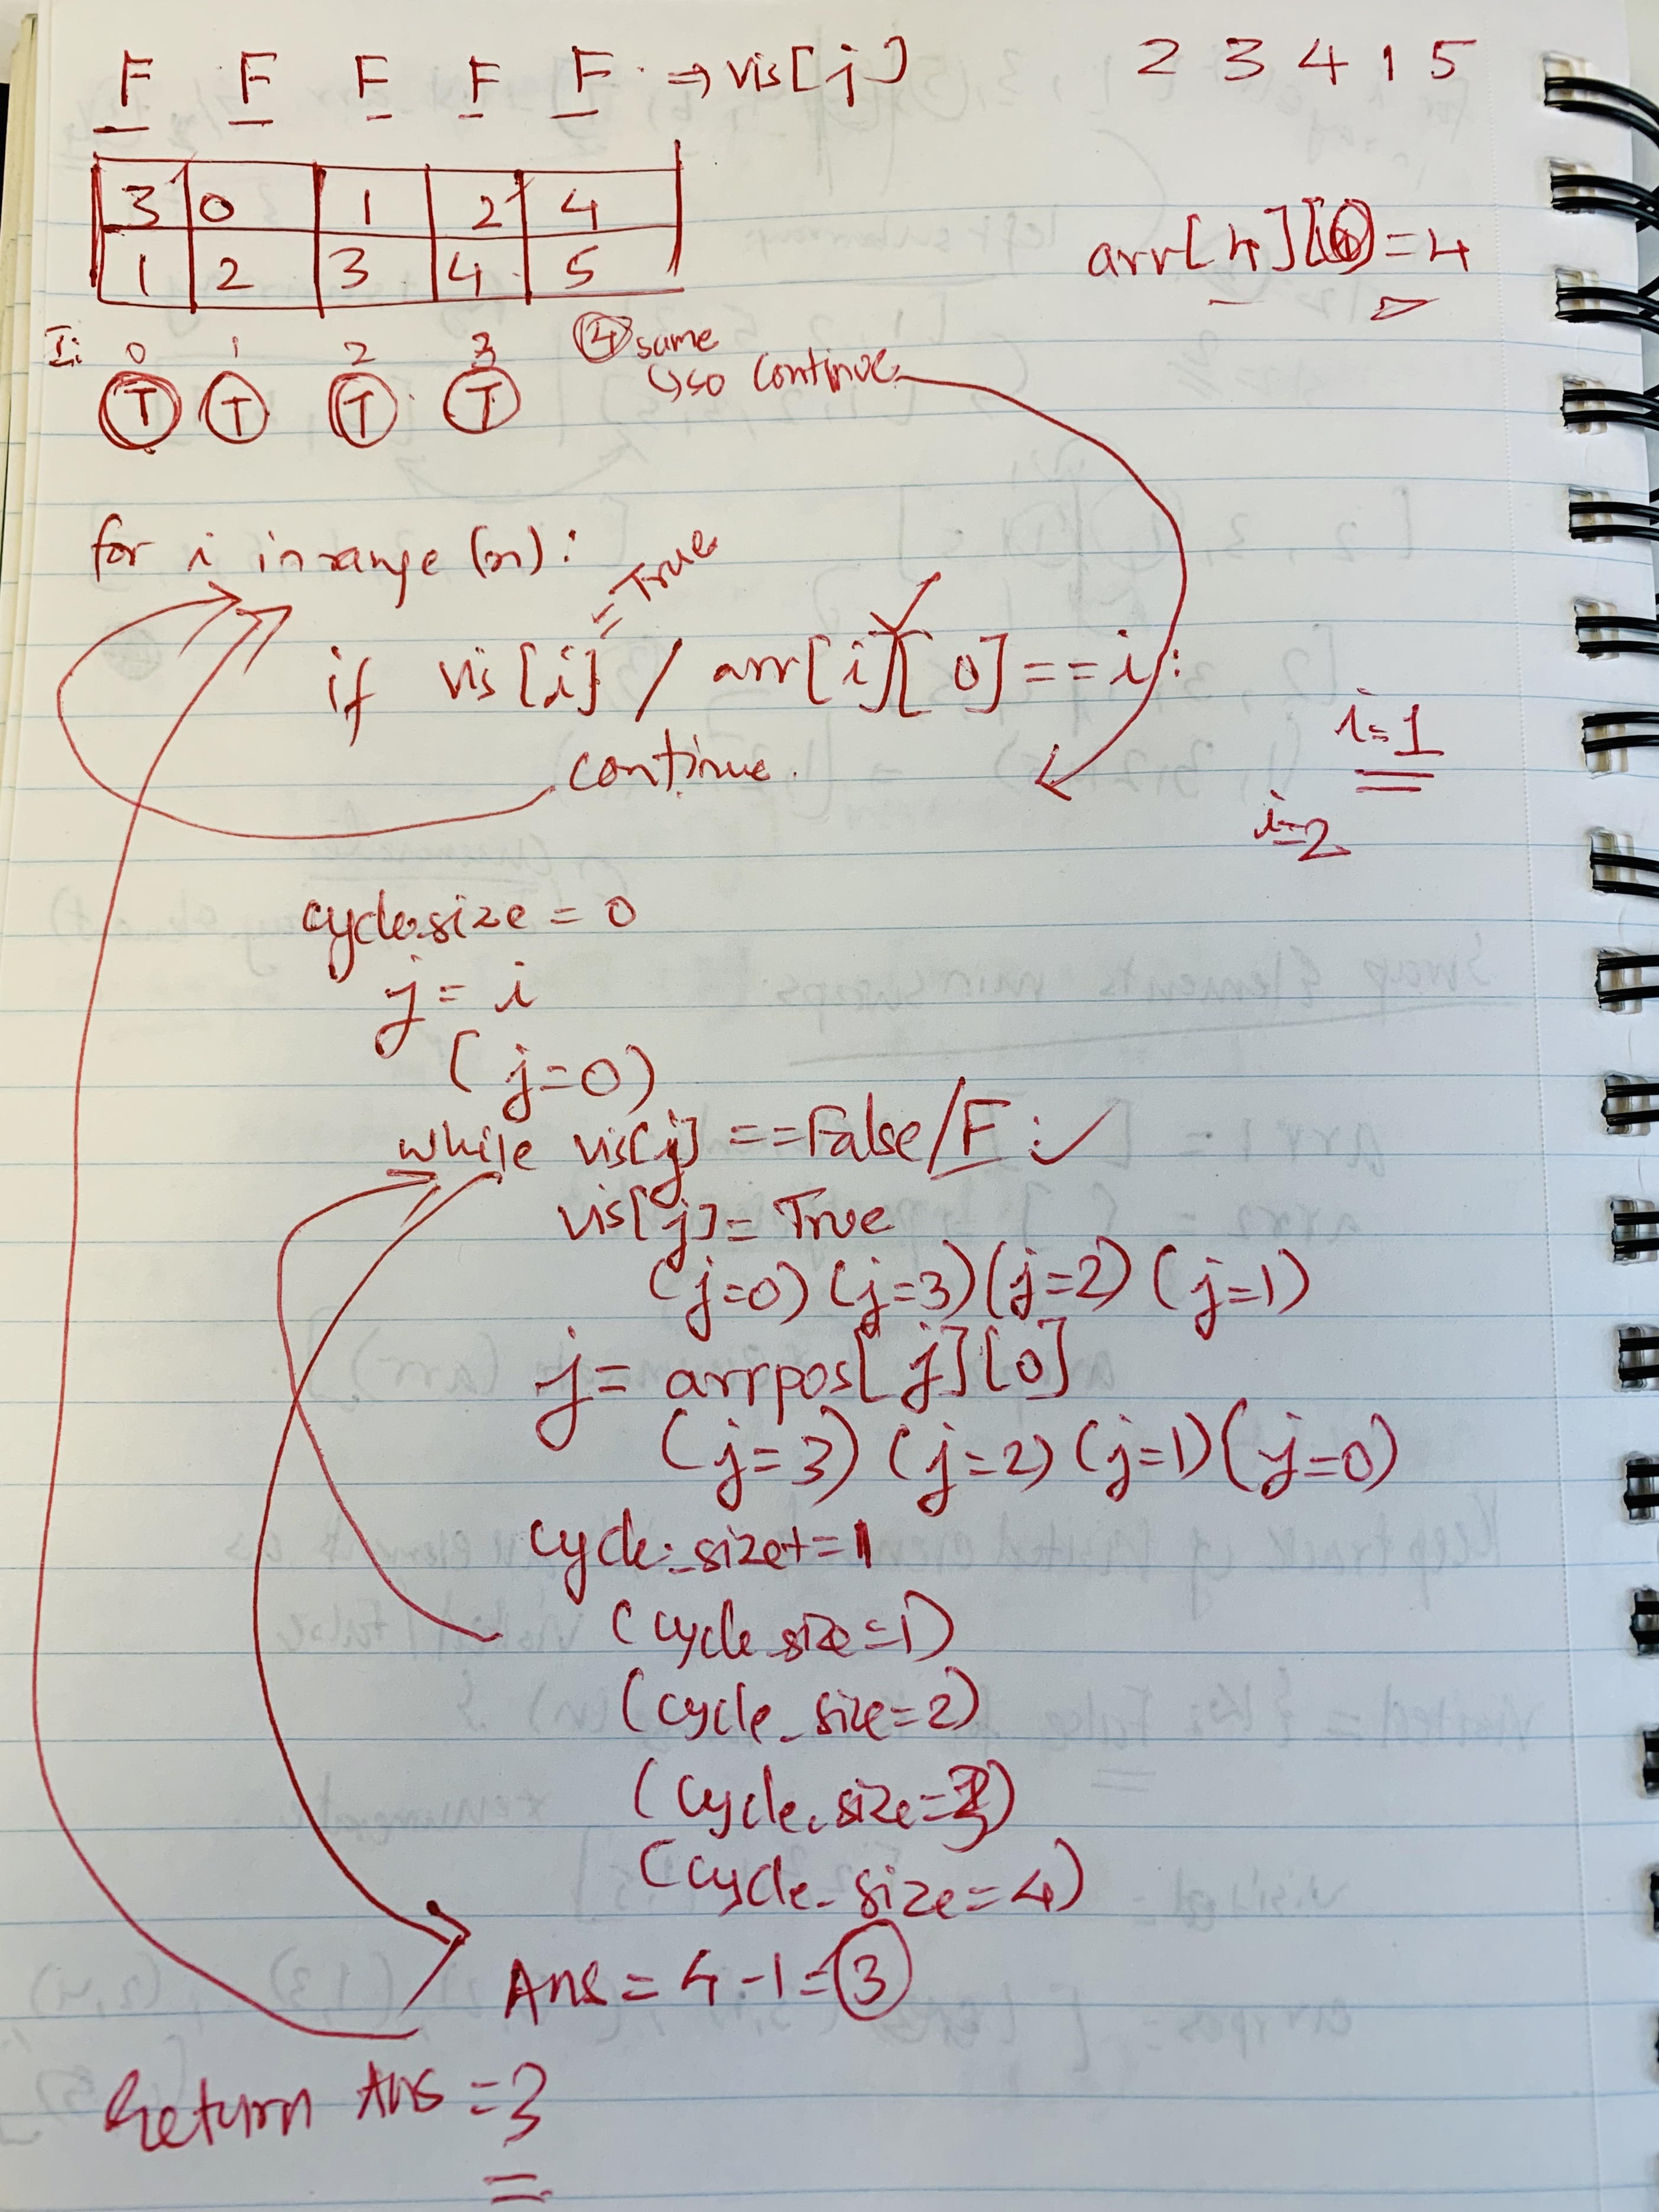 F F F F F ⇒ vis[j] 2 3 4 1 5
3 0 1 2 4
1 2 3 4 5
arr[4][0] = 4
I: 0 1 2 3 4 same
↳ so continue
T T T T
for i in range (n):
= True
if vis[i] / arr[i][0] == i:
continue.
i=1
i=2
cycle_size = 0
j = i
(j=0)
while vis[j] == False/F :✓
vis[j] = True
(j=0) (j=3) (j=2) (j=1)
j = arrpos[j][0]
(j=3) (j=2) (j=1) (j=0)
cycle_size+=1
(cycle_size=1)
(cycle_size=2)
(cycle_size=3)
(cycle_size=4)
Ans = 4-1=3
Return Ans = 3